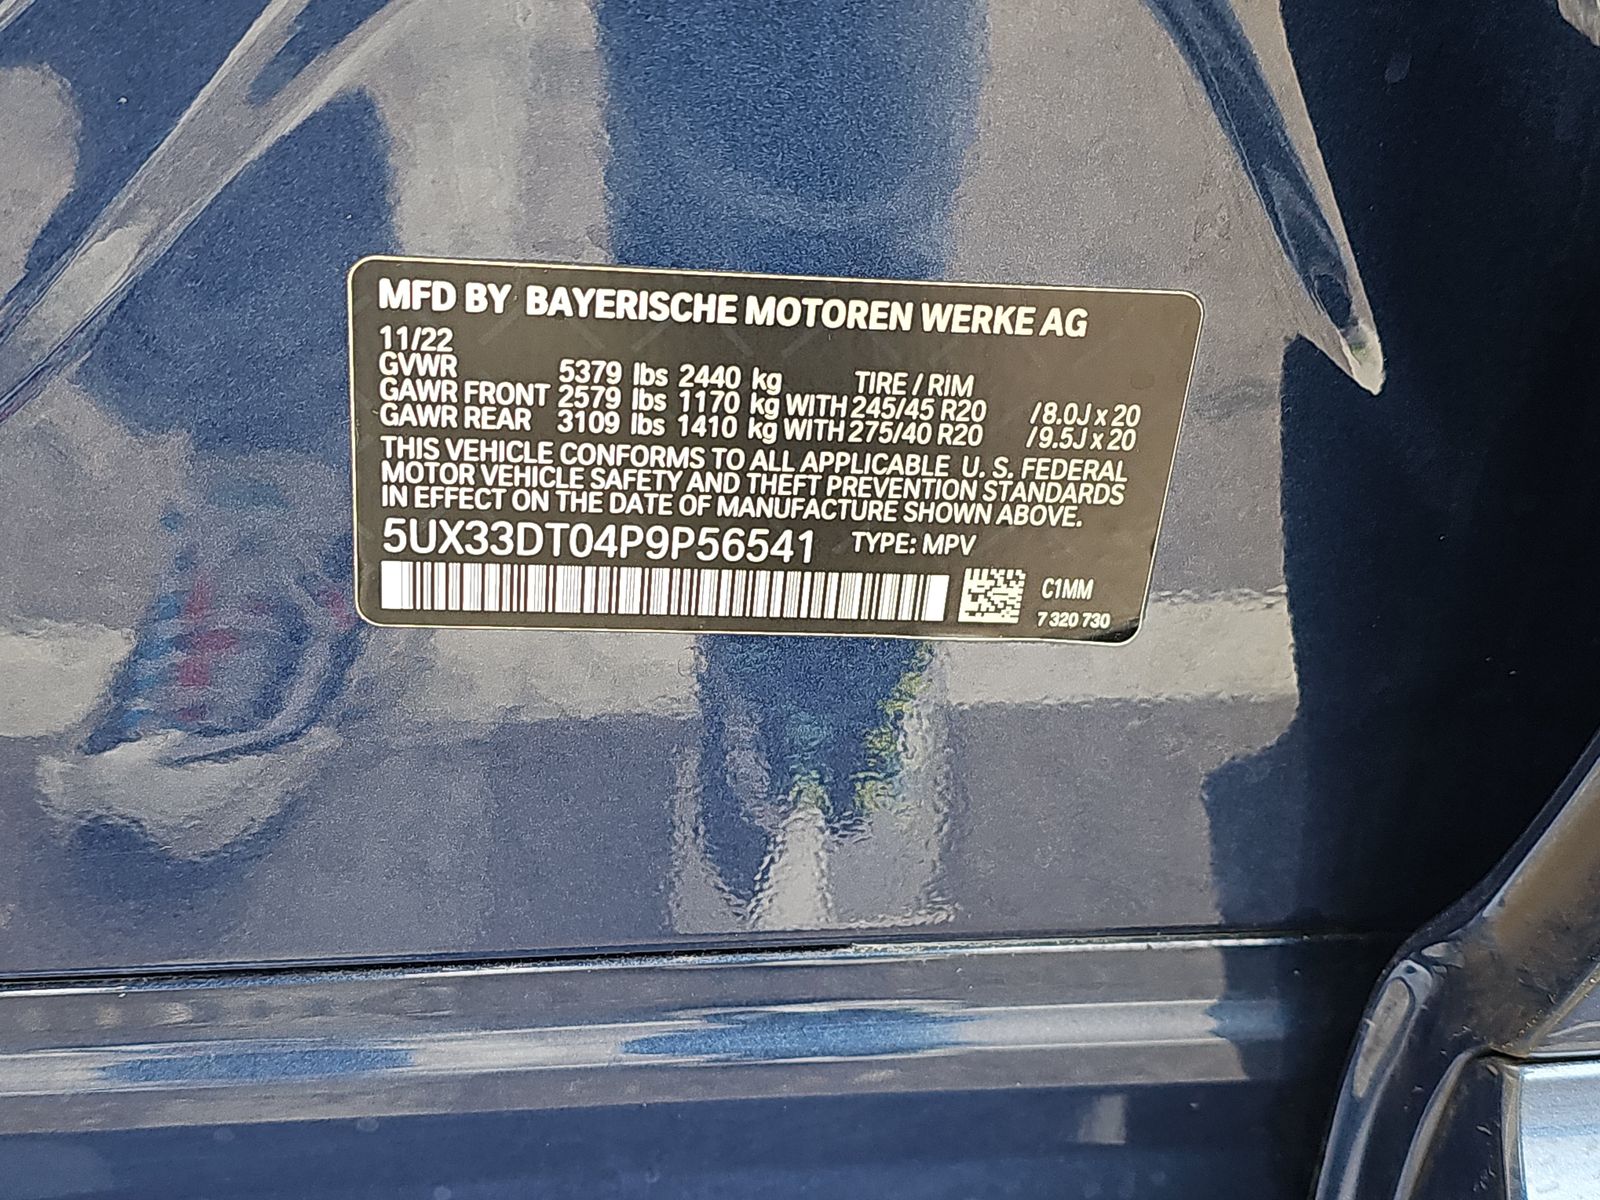 MFD BY BAYERISCHE MOTOREN WERKE AG
11/22
GVWR 5379 lbs 2440 kg TIRE / RIM
GAWR FRONT 2579 lbs 1170 kg WITH 245/45 R20 /8.0J x 20
GAWR REAR 3109 lbs 1410 kg WITH 275/40 R20 /9.5J x 20
THIS VEHICLE CONFORMS TO ALL APPLICABLE U. S. FEDERAL
MOTOR VEHICLE SAFETY AND THEFT PREVENTION STANDARDS
IN EFFECT ON THE DATE OF MANUFACTURE SHOWN ABOVE.
5UX33DT04P9P56541 TYPE: MPV
C1MM
7 320 730